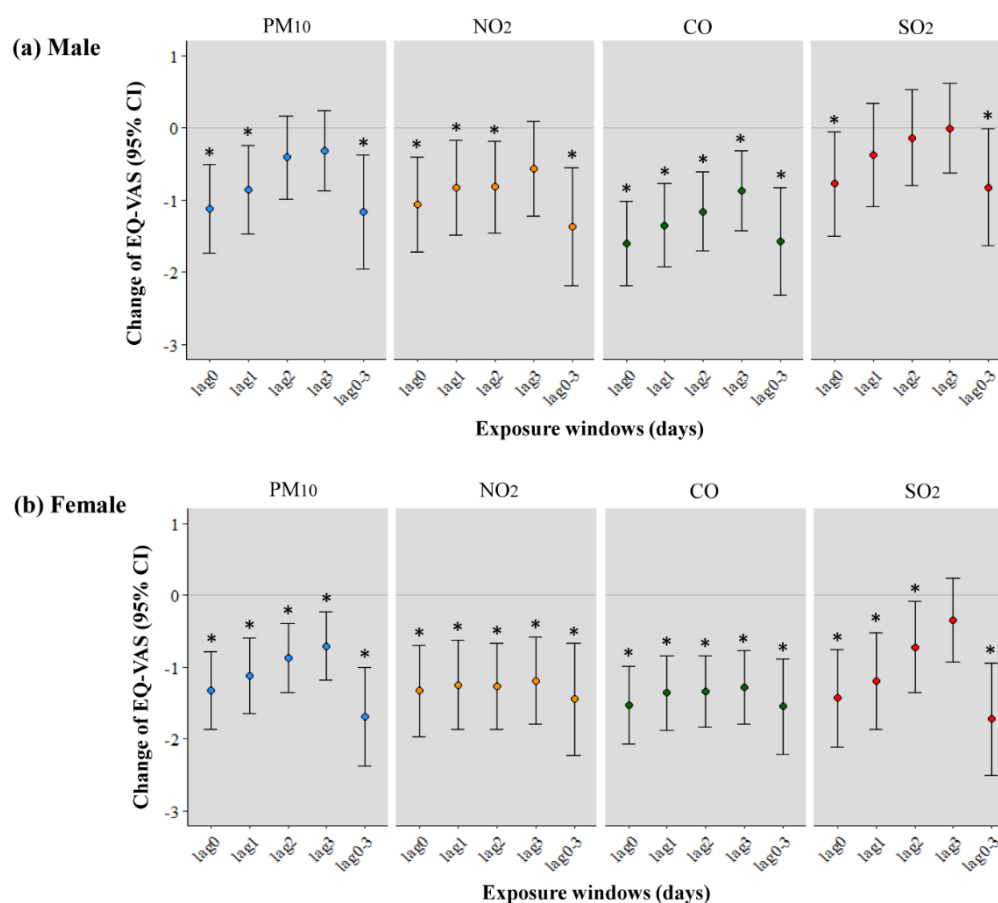 (a) Male
PM10 NO2 CO SO2
Change of EQ-VAS (95% CI)
1
0
-1
-2
-3
* * *
* * * *
* * * * *
* *
lag0 lag1 lag2 lag3 lag0-3 lag0 lag1 lag2 lag3 lag0-3 lag0 lag1 lag2 lag3 lag0-3 lag0 lag1 lag2 lag3 lag0-3
Exposure windows (days)
(b) Female
PM10 NO2 CO SO2
Change of EQ-VAS (95% CI)
1
0
-1
-2
-3
* * * * *
* * * * *
* * * * *
* * * *
lag0 lag1 lag2 lag3 lag0-3 lag0 lag1 lag2 lag3 lag0-3 lag0 lag1 lag2 lag3 lag0-3 lag0 lag1 lag2 lag3 lag0-3
Exposure windows (days)